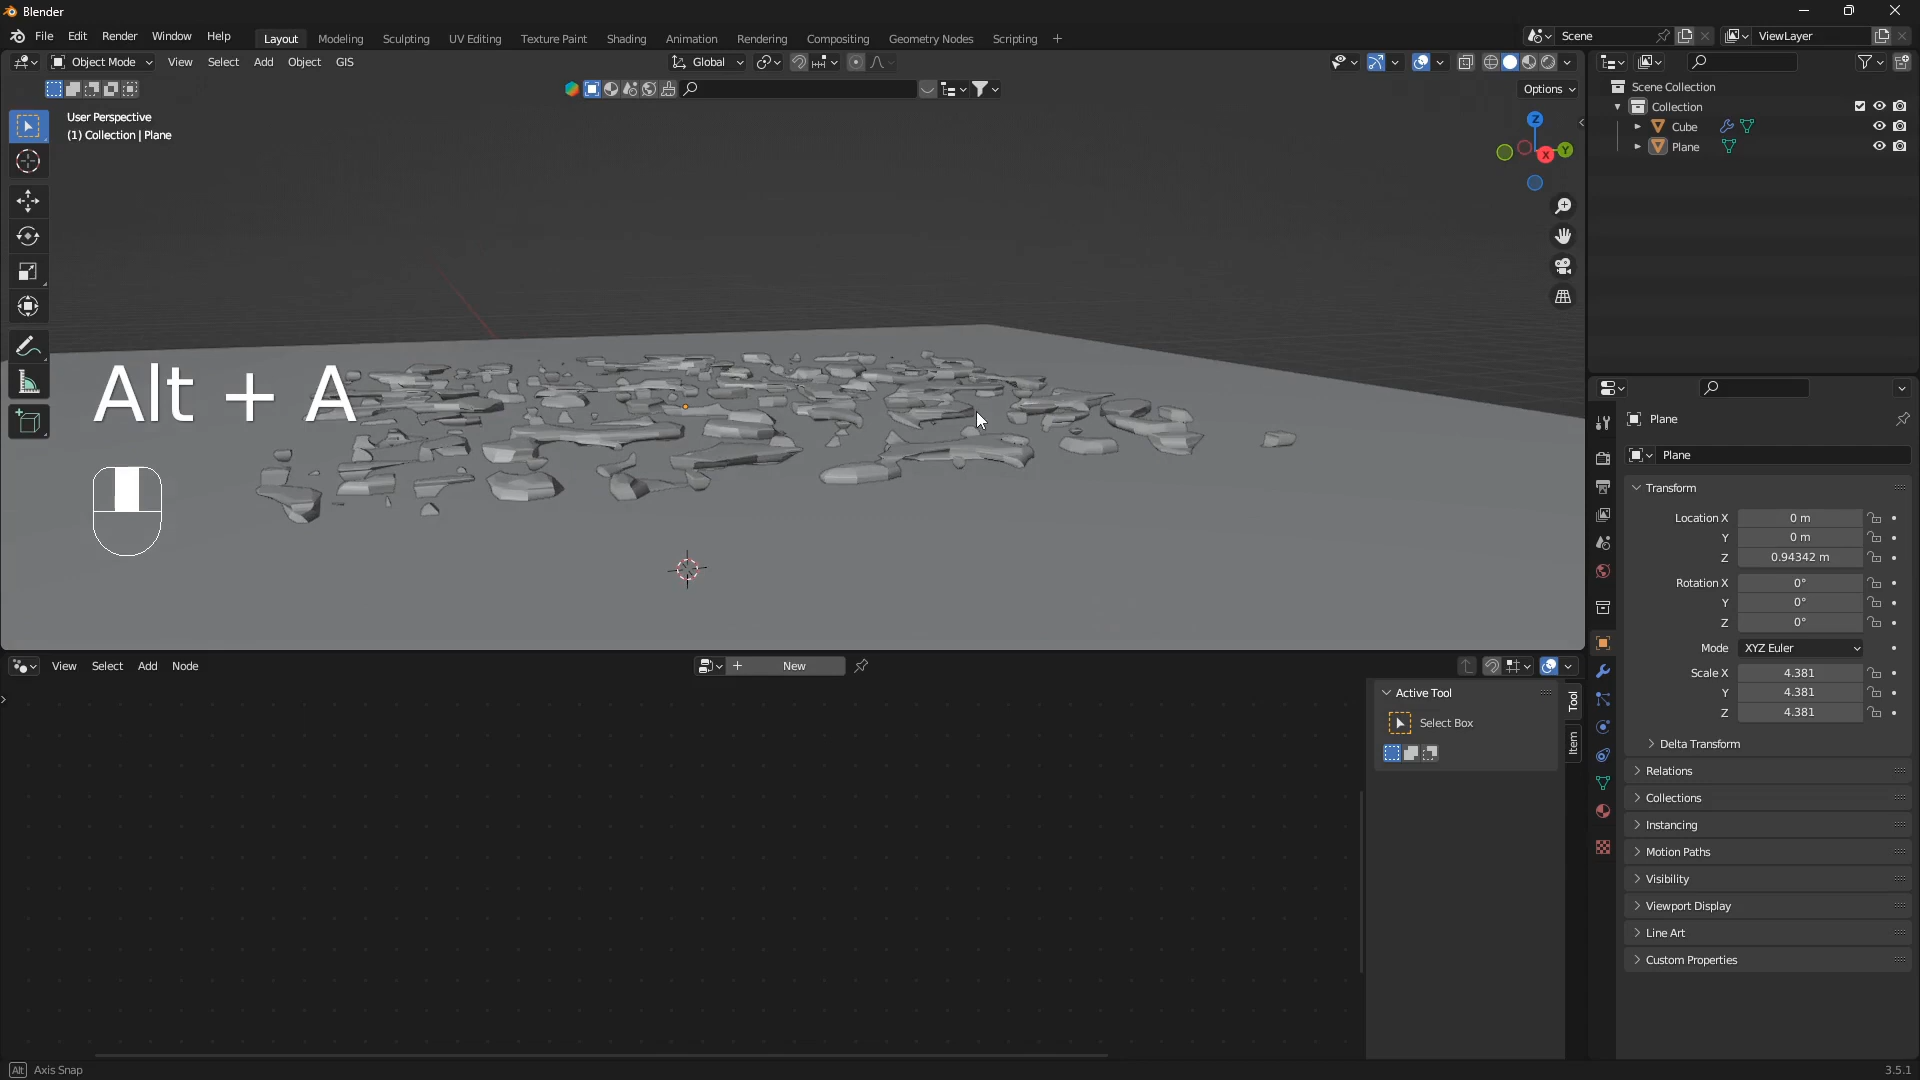 Blender
File Edit Render Window Help Layout Modeling Sculpting UV Editing Texture Paint Shading Animation Rendering Compositing Geometry Nodes Scripting + Scene ViewLayer
Object Mode View Select Add Object GIS Global
Options
User Perspective
(1) Collection | Plane
Z
Y
X
Alt + A
Scene Collection
Collection
Cube
Plane
Plane
Plane
Transform
Location X 0 m
Y 0 m
Z 0.94342 m
Rotation X 0°
Y 0°
Z 0°
Mode XYZ Euler
Scale X 4.381
Y 4.381
Z 4.381
Delta Transform
Relations
Collections
Instancing
Motion Paths
Visibility
Viewport Display
Line Art
Custom Properties
View Select Add Node New
Active Tool
Select Box
Tool
Item
Alt Axis Snap
3.5.1